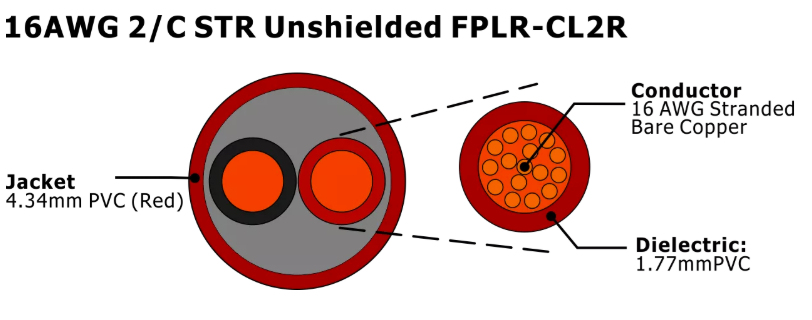 16AWG 2/C STR Unshielded FPLR-CL2R
Conductor
16 AWG Stranded
Bare Copper
Jacket
4.34mm PVC (Red)
Dielectric:
1.77mmPVC